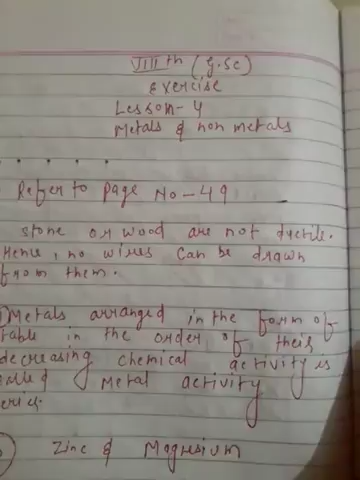 VIIIth (G.Sc)
Exercise
Lesson-4
Metals & non metals
Refer to page No-49
stone or wood are not ductile.
Hence, no wires can be drawn
from them.
Metals arranged in the form of
table in the order of their
decreasing chemical activity is
called Metal activity
series.
Zinc & Magnesium